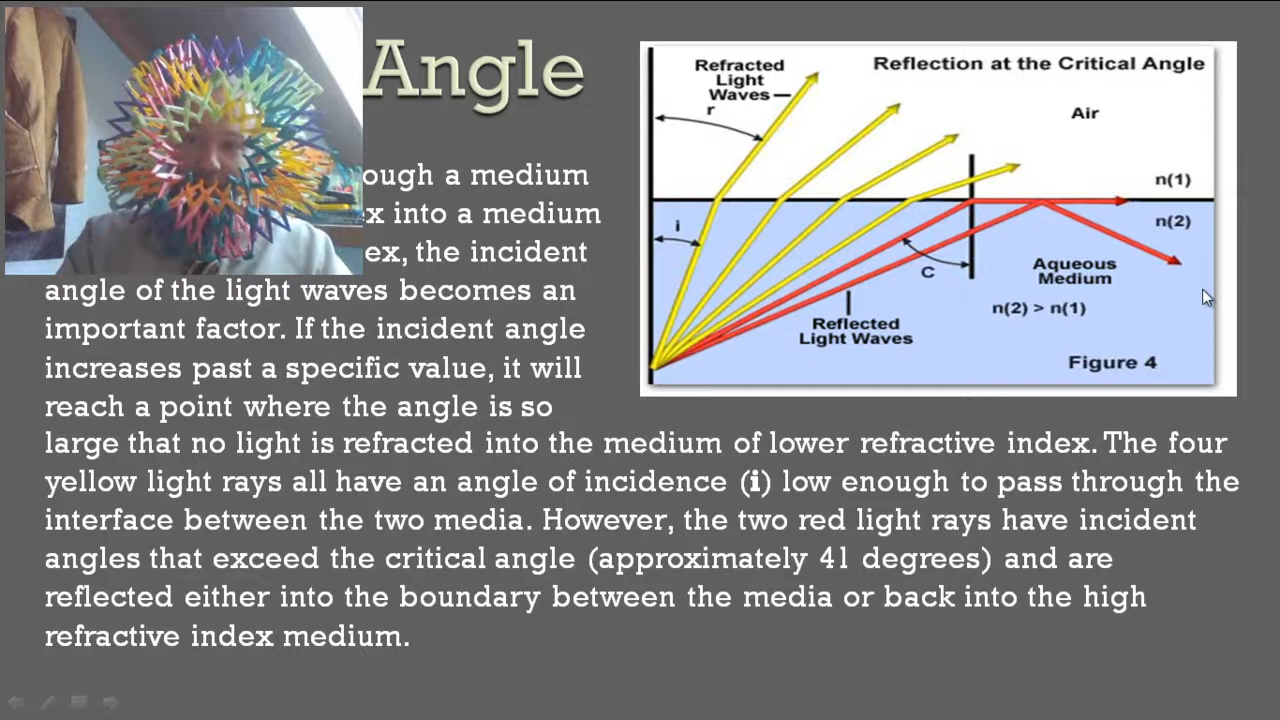 Angle
ough a medium
x into a medium
ex, the incident
angle of the light waves becomes an
important factor. If the incident angle
increases past a specific value, it will
reach a point where the angle is so
large that no light is refracted into the medium of lower refractive index. The four
yellow light rays all have an angle of incidence (i) low enough to pass through the
interface between the two media. However, the two red light rays have incident
angles that exceed the critical angle (approximately 41 degrees) and are
reflected either into the boundary between the media or back into the high
refractive index medium.
Reflection at the Critical Angle
Refracted
Light
Waves
r
Air
n(1)
n(2)
i
C
Aqueous
Medium
n(2) > n(1)
Reflected
Light Waves
Figure 4